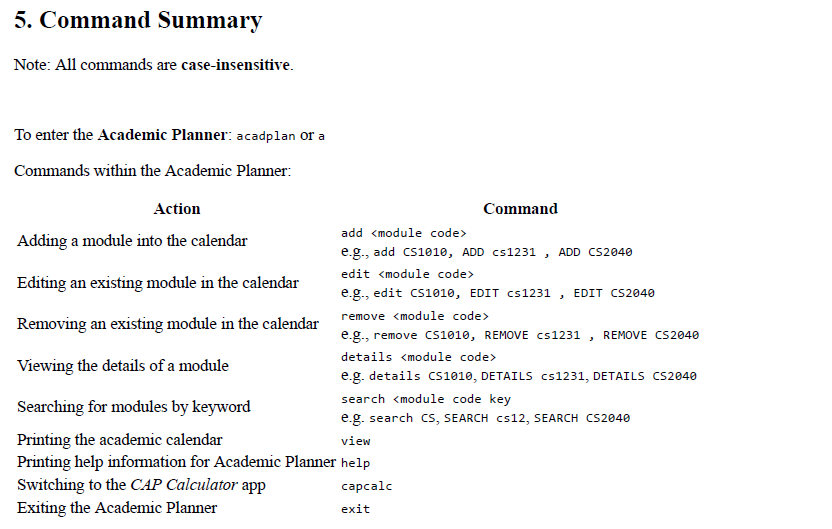 5. Command Summary
Note: All commands are case-insensitive.
To enter the Academic Planner: acadplan or a
Commands within the Academic Planner:
Action Command
Adding a module into the calendar add <module code>
e.g., add CS1010, ADD cs1231 , ADD CS2040
Editing an existing module in the calendar edit <module code>
e.g., edit CS1010, EDIT cs1231 , EDIT CS2040
Removing an existing module in the calendar remove <module code>
e.g., remove CS1010, REMOVE cs1231 , REMOVE CS2040
Viewing the details of a module details <module code>
e.g. details CS1010, DETAILS cs1231, DETAILS CS2040
Searching for modules by keyword search <module code key
e.g. search CS, SEARCH cs12, SEARCH CS2040
Printing the academic calendar view
Printing help information for Academic Planner help
Switching to the CAP Calculator app capcalc
Exiting the Academic Planner exit